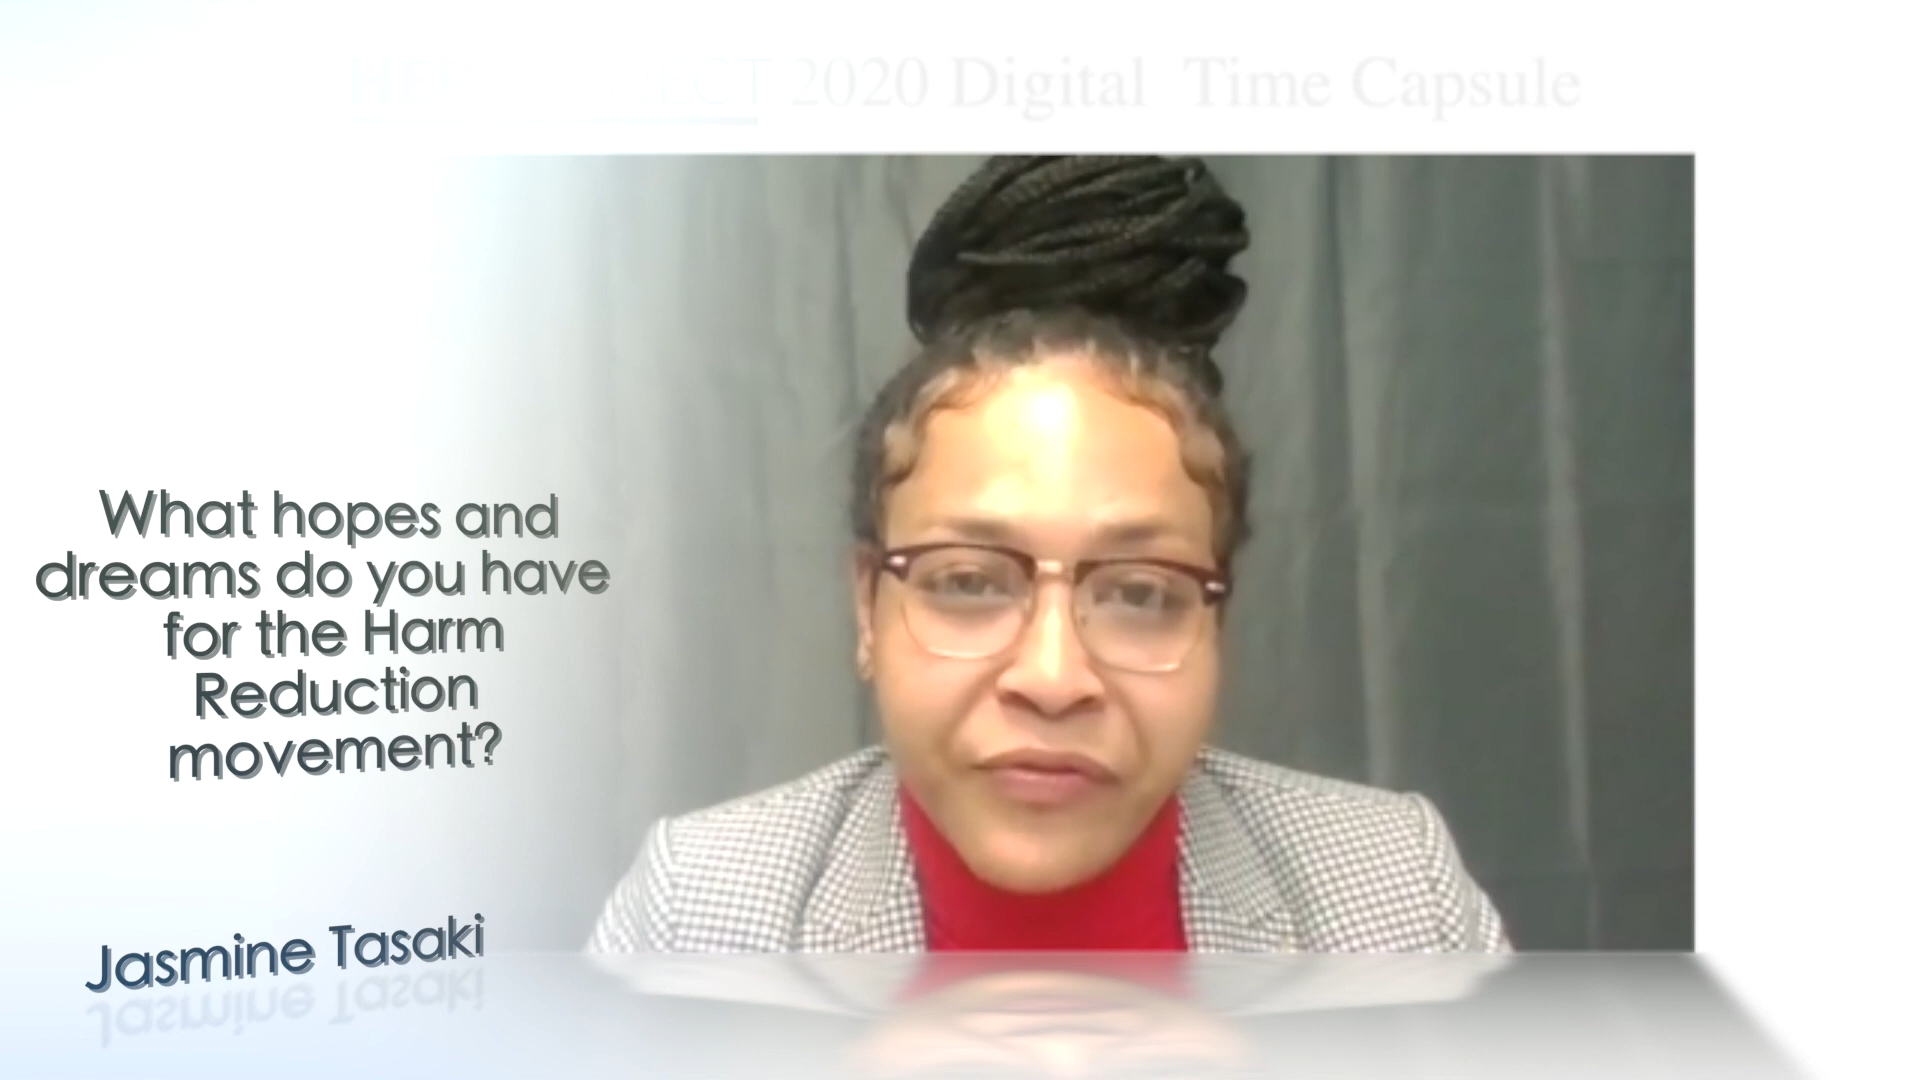 2020 Digital Time Capsule
What hopes and
dreams do you have
for the Harm
Reduction
movement?
Jasmine Tasaki